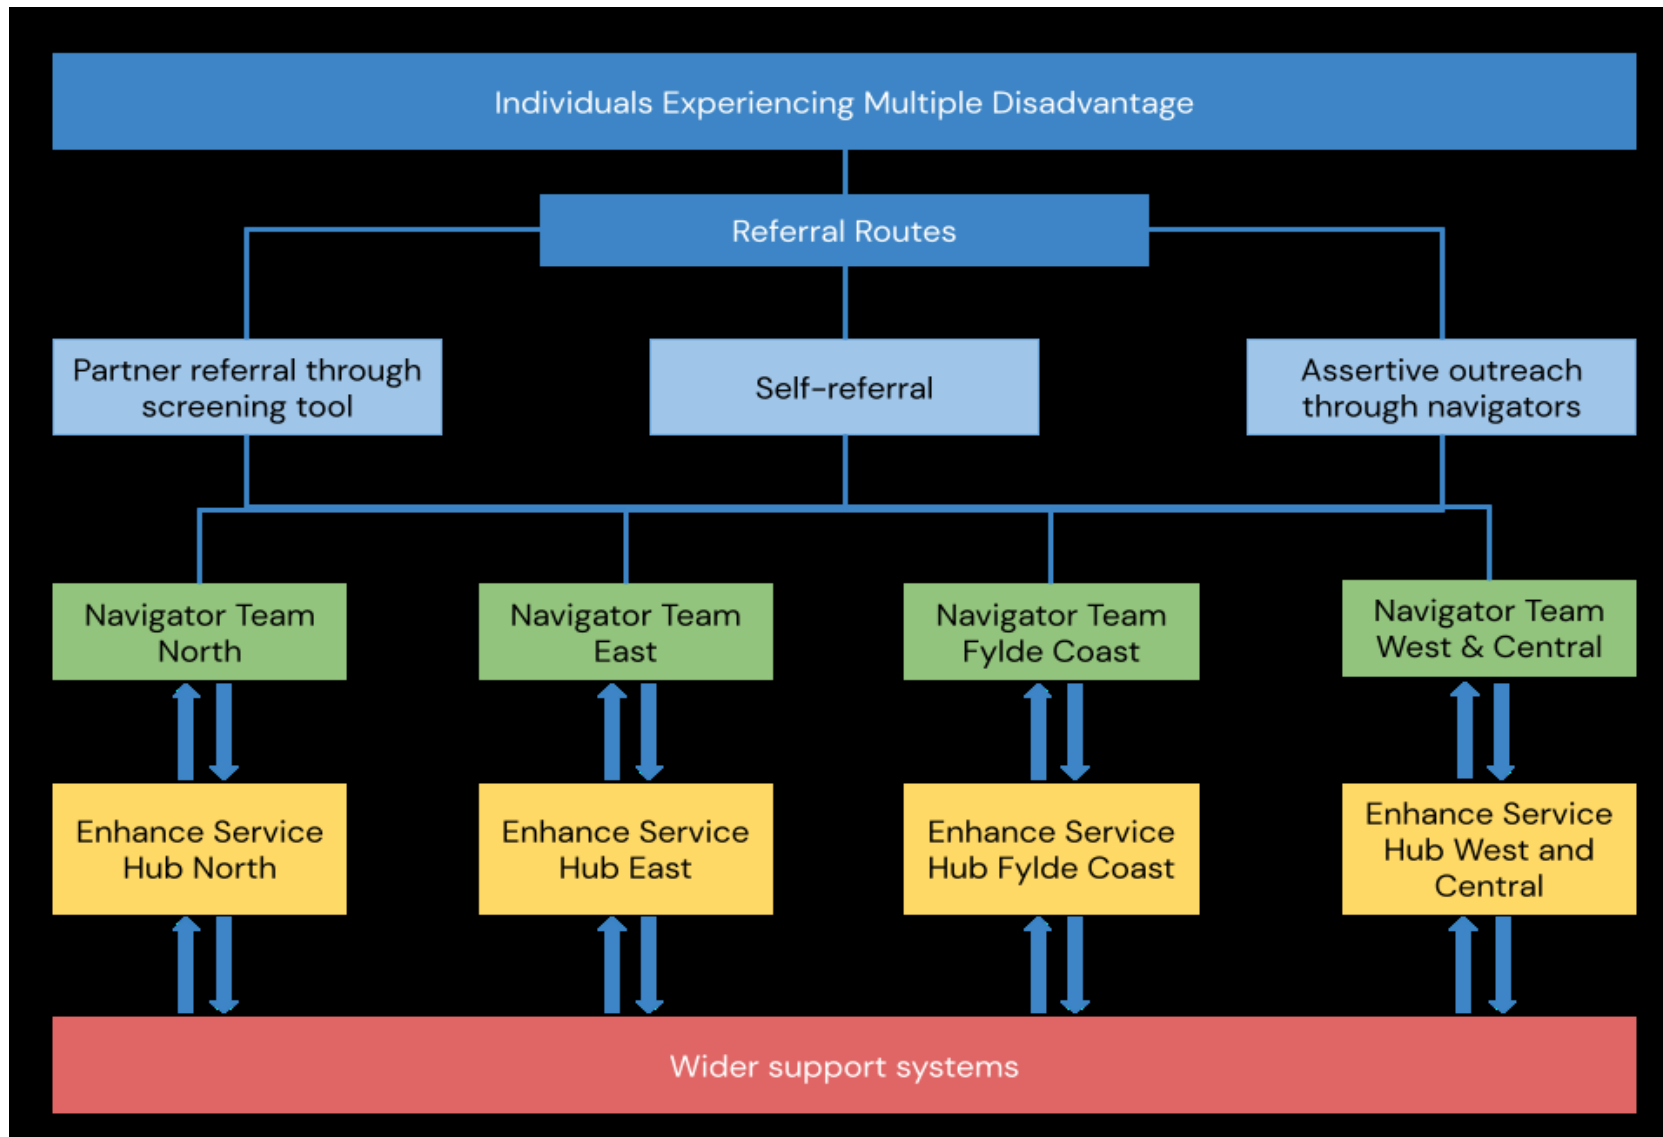 Individuals Experiencing Multiple Disadvantage
Referral Routes
Partner referral through
screening tool
Self-referral
Assertive outreach
through navigators
Navigator Team
North
Navigator Team
East
Navigator Team
Fylde Coast
Navigator Team
West & Central
Enhance Service
Hub North
Enhance Service
Hub East
Enhance Service
Hub Fylde Coast
Enhance Service
Hub West and
Central
Wider support systems